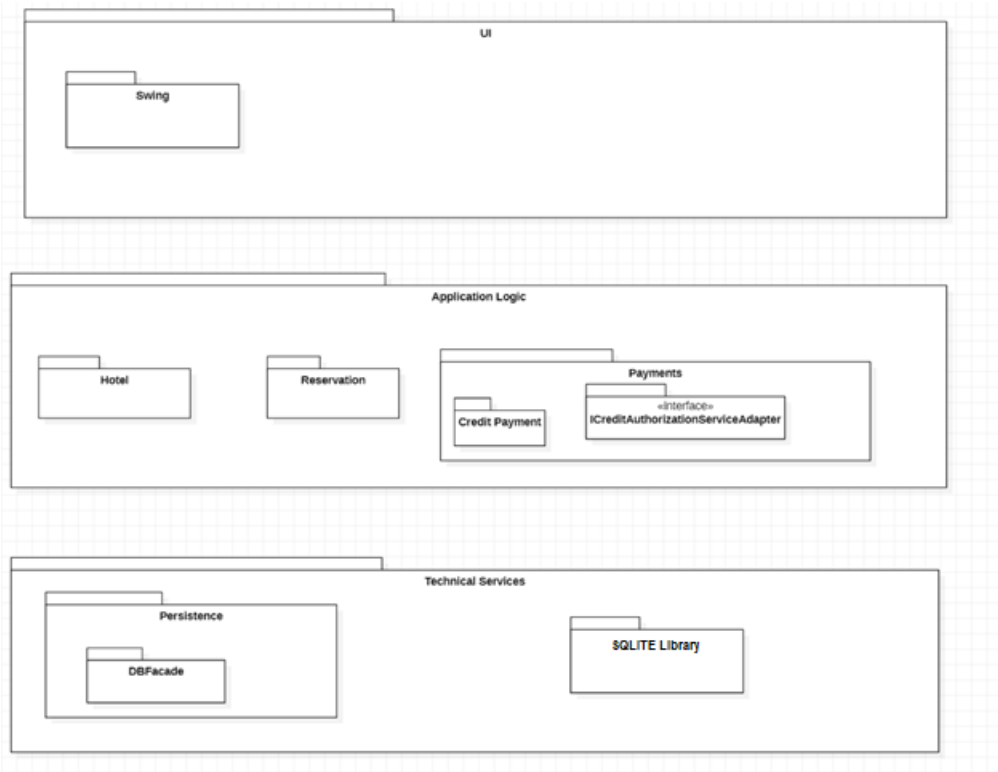 UI
Swing
Application Logic
Hotel
Reservation
Payments
Credit Payment
«Interface»
ICreditAuthorizationServiceAdapter
Technical Services
Persistence
DBFacade
SQLITE Library